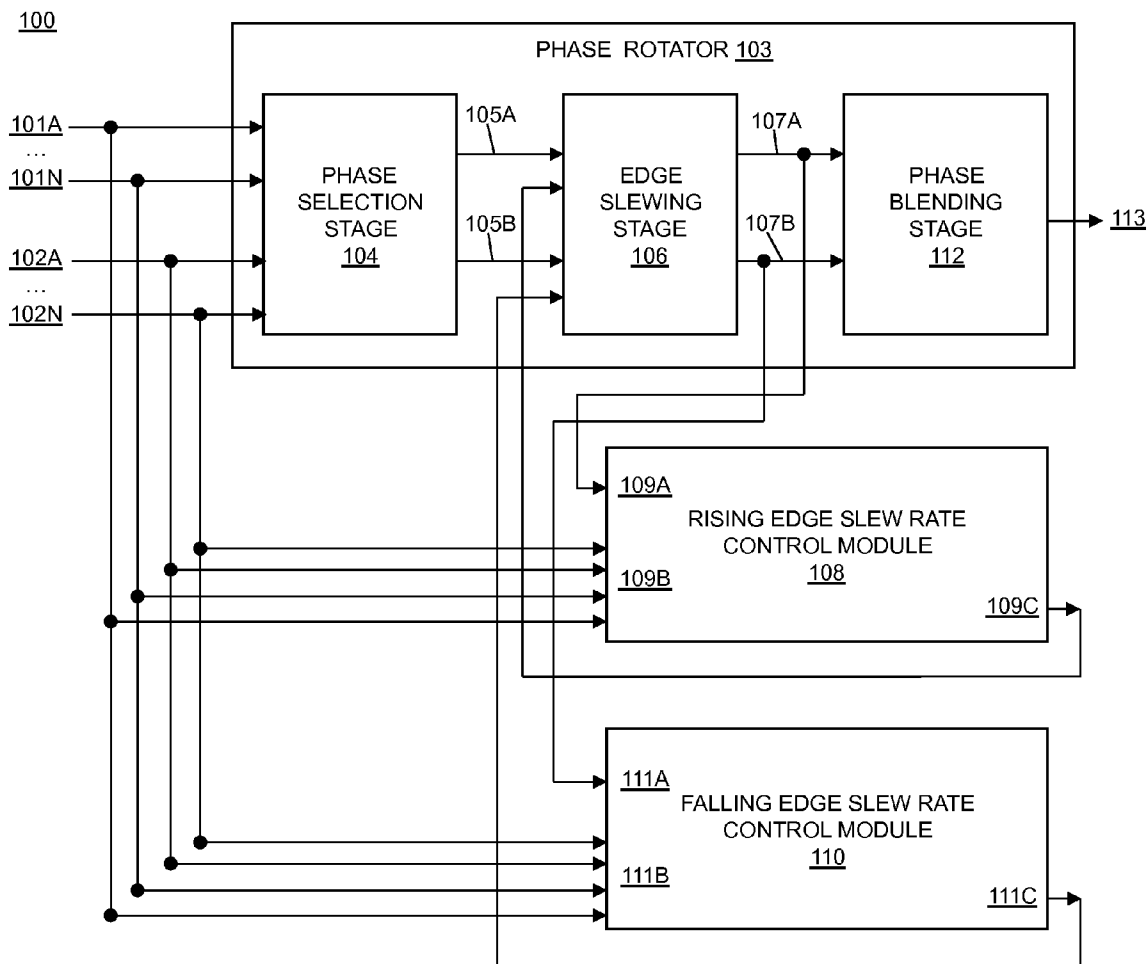 100
PHASE ROTATOR 103
101A
...
101N
102A
...
102N
PHASE
SELECTION
STAGE
104
105A
105B
EDGE
SLEWING
STAGE
106
107A
107B
PHASE
BLENDING
STAGE
112
113
109A
RISING EDGE SLEW RATE
CONTROL MODULE
108
109B
109C
111A
FALLING EDGE SLEW RATE
CONTROL MODULE
110
111B
111C